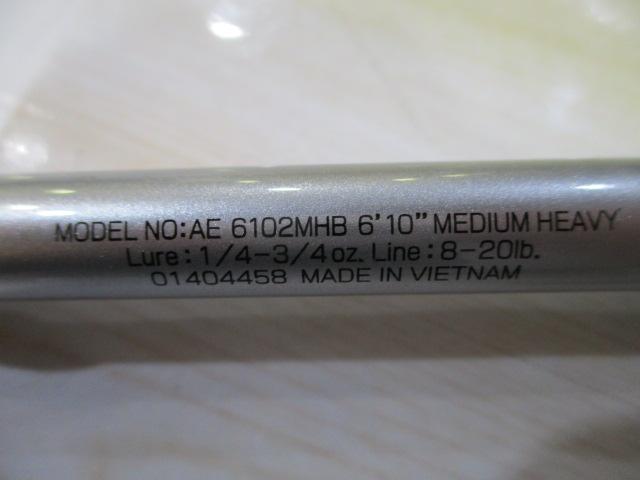 MODEL NO:AE 6102MHB 6'10" MEDIUM HEAVY
Lure:1/4-3/4oz. Line:8-20lb.
01404458 MADE IN VIETNAM